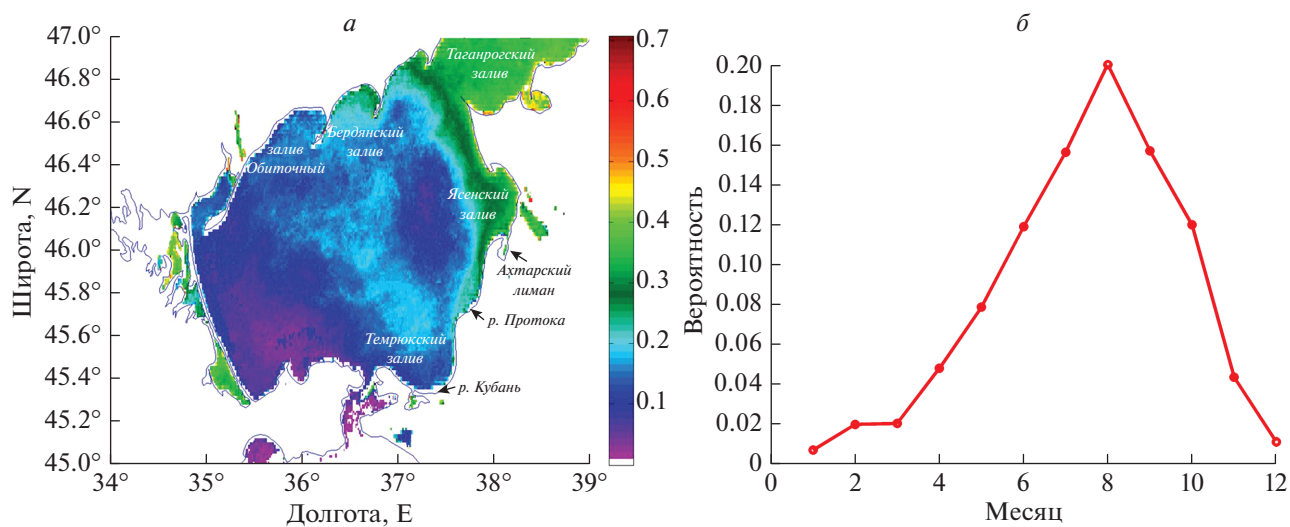 а
Широта, N
47.0°
46.8°
46.6°
46.4°
46.2°
46.0°
45.8°
45.6°
45.4°
45.2°
45.0°
34°
35°
36°
37°
38°
39°
Долгота, E
Таганрогский
залив
Бердянский
залив
залив
Обиточный
Ясенский
залив
Ахтарский
лиман
р. Протока
Темрюкский
залив
р. Кубань
0.7
0.6
0.5
0.4
0.3
0.2
0.1
б
Вероятность
0.20
0.18
0.16
0.14
0.12
0.10
0.08
0.06
0.04
0.02
0
0
2
4
6
8
10
12
Месяц